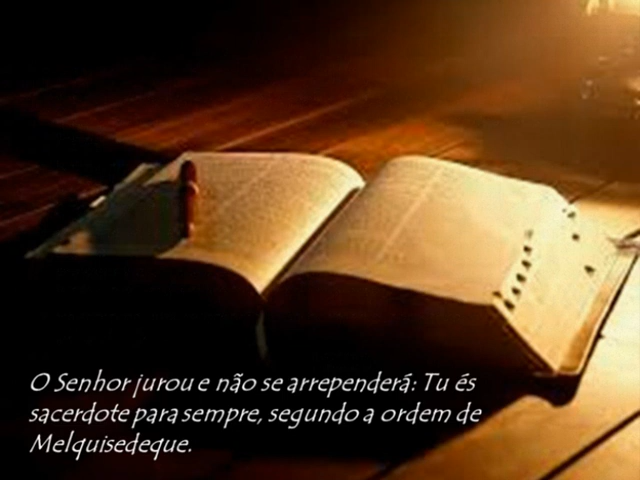 O Senhor jurou e não se arrependerá: Tu és
sacerdote para sempre, segundo a ordem de
Melquisedeque.